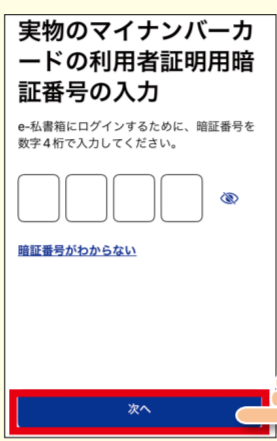 実物のマイナンバーカ
ードの利用者証明用暗
証番号の入力
e-私書箱にログインするために、暗証番号を
数字4桁で入力してください。
暗証番号がわからない
次へ